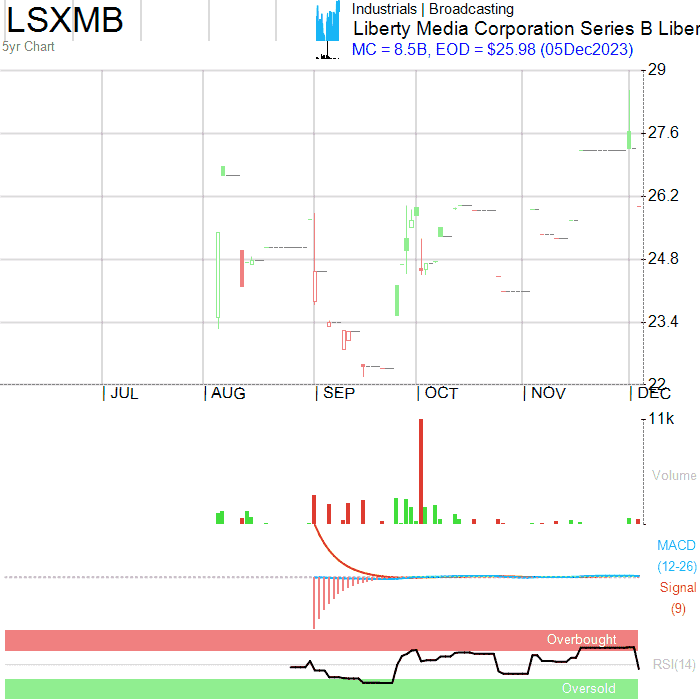 LSXMB
Industrials | Broadcasting
Liberty Media Corporation Series B Liber
5yr Chart
MC = 8.5B, EOD = $25.98 (05Dec2023)
29
27.6
26.2
24.8
23.4
22
| JUL | AUG | SEP | OCT | NOV | DEC
11k
Volume
MACD
(12-26)
Signal
(9)
Overbought
RSI(14)
Oversold